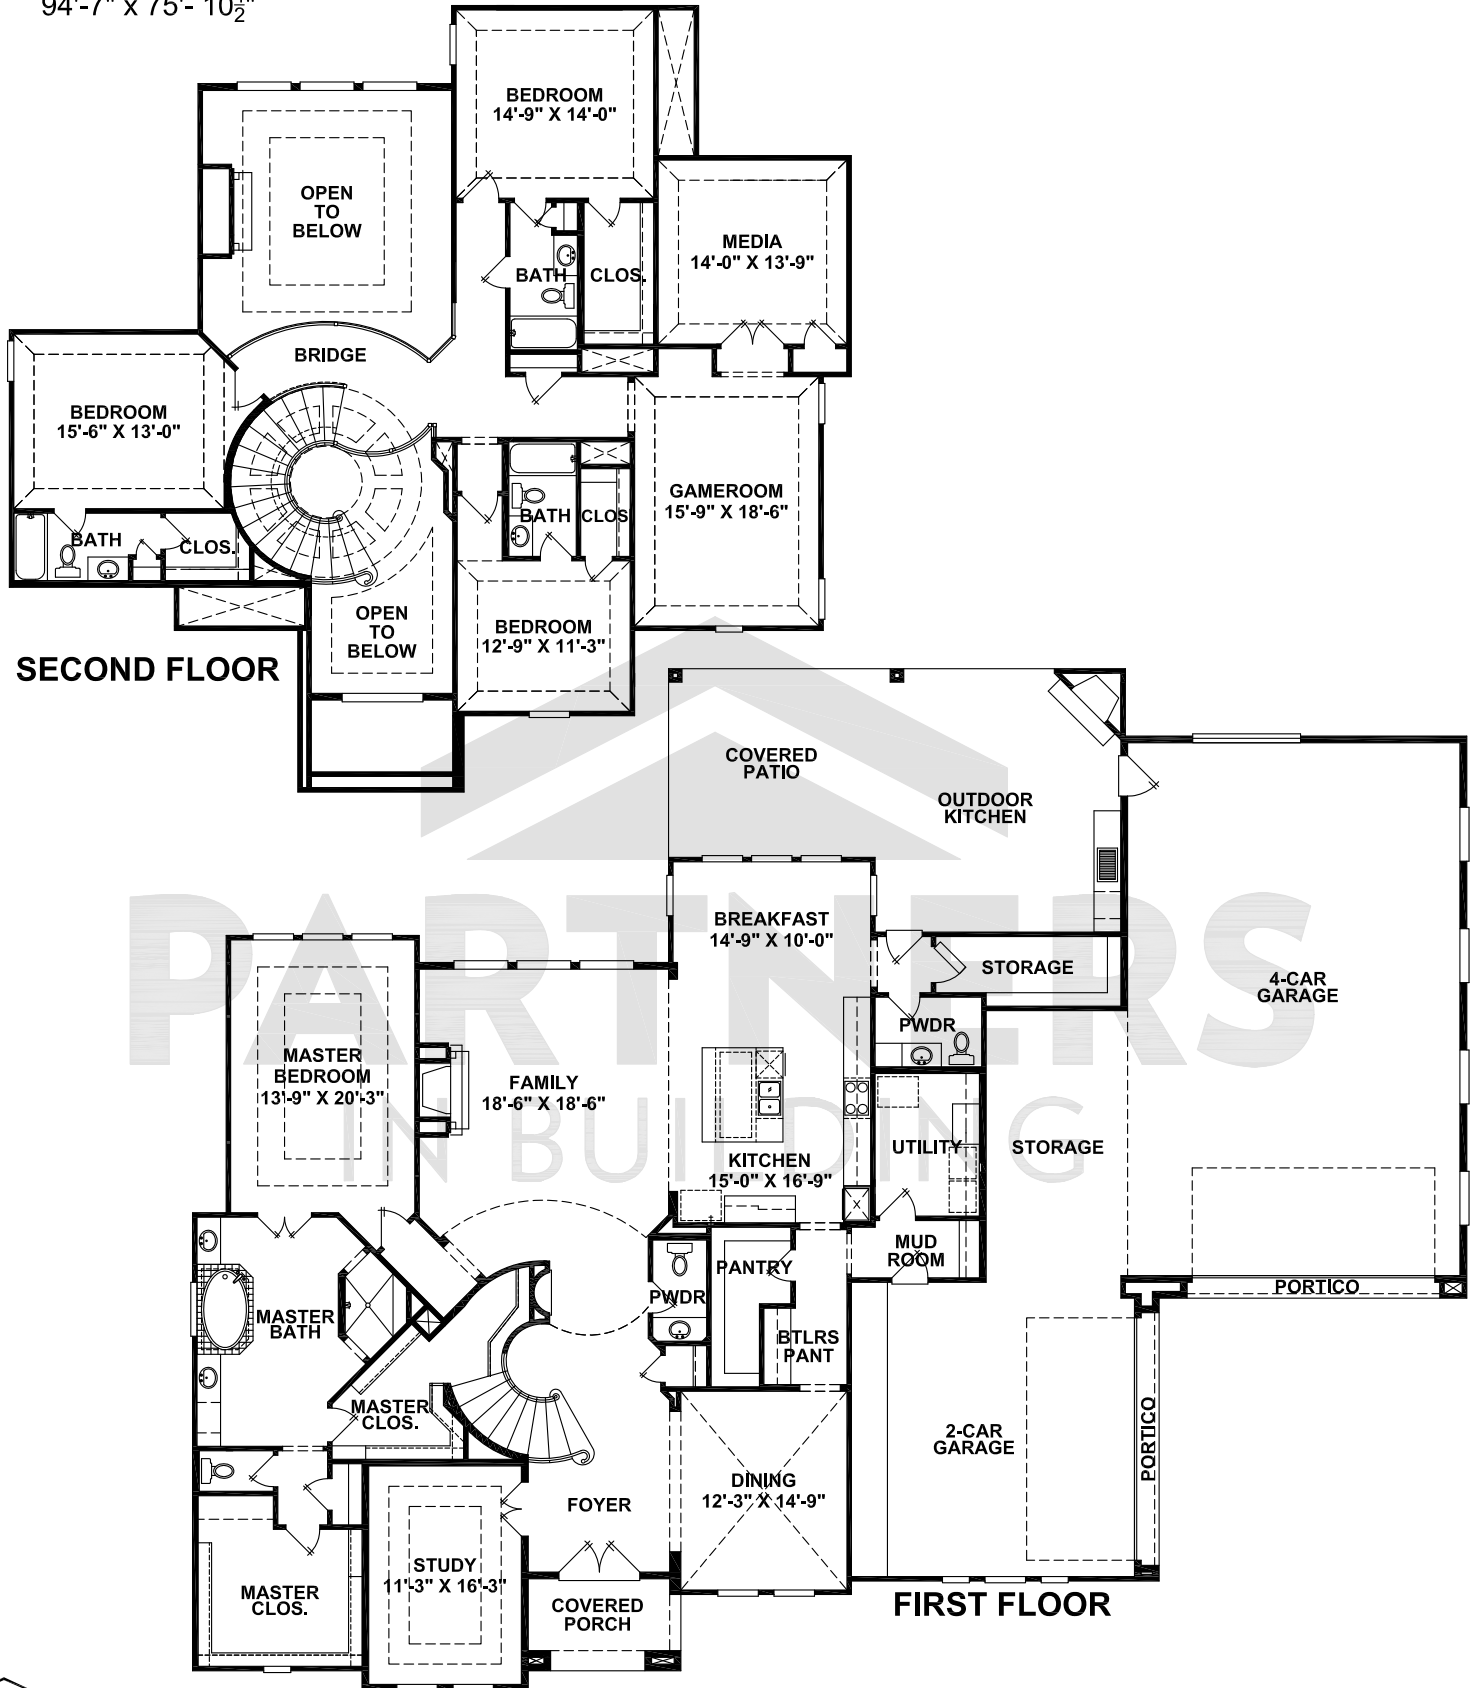 94'-7" x 75'- 10½"
BEDROOM
14'-9" X 14'-0"
OPEN
TO
BELOW
MEDIA
14'-0" X 13'-9"
BATH
CLOS.
BRIDGE
BEDROOM
15'-6" X 13'-0"
GAMEROOM
15'-9" X 18'-6"
BATH
CLOS
BATH
CLOS.
OPEN
TO
BELOW
BEDROOM
12'-9" X 11'-3"
SECOND FLOOR
COVERED
PATIO
OUTDOOR
KITCHEN
BREAKFAST
14'-9" X 10'-0"
STORAGE
4-CAR
GARAGE
PARTNERS
IN BUILDING
PWDR
MASTER
BEDROOM
13'-9" X 20'-3"
FAMILY
18'-6" X 18'-6"
UTILITY
STORAGE
KITCHEN
15'-0" X 16'-9"
MUD
ROOM
PANTRY
PORTICO
PWDR
MASTER
BATH
BTLRS
PANT
MASTER
CLOS.
2-CAR
GARAGE
PORTICO
DINING
12'-3" X 14'-9"
FOYER
STUDY
11'-3" X 16'-3"
MASTER
CLOS.
COVERED
PORCH
FIRST FLOOR